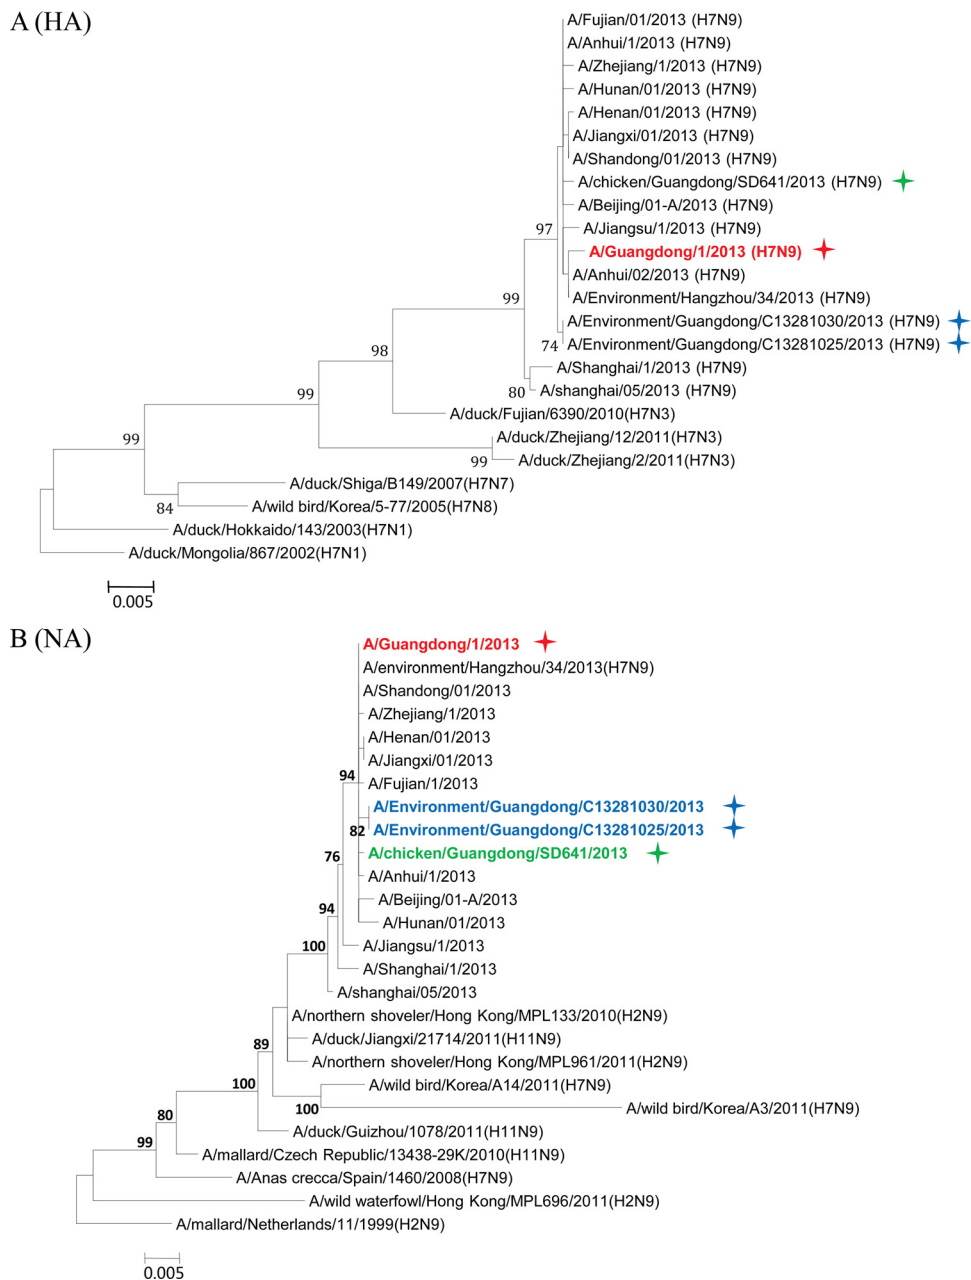 A (HA)
A/Fujian/01/2013 (H7N9)
A/Anhui/1/2013 (H7N9)
A/Zhejiang/1/2013 (H7N9)
A/Hunan/01/2013 (H7N9)
A/Henan/01/2013 (H7N9)
A/Jiangxi/01/2013 (H7N9)
A/Shandong/01/2013 (H7N9)
A/chicken/Guangdong/SD641/2013 (H7N9)
A/Beijing/01-A/2013 (H7N9)
97 A/Jiangsu/1/2013 (H7N9)
A/Guangdong/1/2013 (H7N9)
A/Anhui/02/2013 (H7N9)
99 A/Environment/Hangzhou/34/2013 (H7N9)
A/Environment/Guangdong/C13281030/2013 (H7N9)
74 A/Environment/Guangdong/C13281025/2013 (H7N9)
98 A/Shanghai/1/2013 (H7N9)
80 A/shanghai/05/2013 (H7N9)
99 A/duck/Fujian/6390/2010(H7N3)
99 A/duck/Zhejiang/12/2011(H7N3)
99 A/duck/Zhejiang/2/2011(H7N3)
A/duck/Shiga/B149/2007(H7N7)
84 A/wild bird/Korea/5-77/2005(H7N8)
A/duck/Hokkaido/143/2003(H7N1)
A/duck/Mongolia/867/2002(H7N1)
0.005
B (NA)
A/Guangdong/1/2013
A/environment/Hangzhou/34/2013(H7N9)
A/Shandong/01/2013
A/Zhejiang/1/2013
A/Henan/01/2013
A/Jiangxi/01/2013
94 A/Fujian/1/2013
A/Environment/Guangdong/C13281030/2013
82 A/Environment/Guangdong/C13281025/2013
76 A/chicken/Guangdong/SD641/2013
A/Anhui/1/2013
94 A/Beijing/01-A/2013
A/Hunan/01/2013
100 A/Jiangsu/1/2013
A/Shanghai/1/2013
A/shanghai/05/2013
A/northern shoveler/Hong Kong/MPL133/2010(H2N9)
89 A/duck/Jiangxi/21714/2011(H11N9)
A/northern shoveler/Hong Kong/MPL961/2011(H2N9)
100 A/wild bird/Korea/A14/2011(H7N9)
100 A/wild bird/Korea/A3/2011(H7N9)
80 A/duck/Guizhou/1078/2011(H11N9)
99 A/mallard/Czech Republic/13438-29K/2010(H11N9)
A/Anas crecca/Spain/1460/2008(H7N9)
A/wild waterfowl/Hong Kong/MPL696/2011(H2N9)
A/mallard/Netherlands/11/1999(H2N9)
0.005